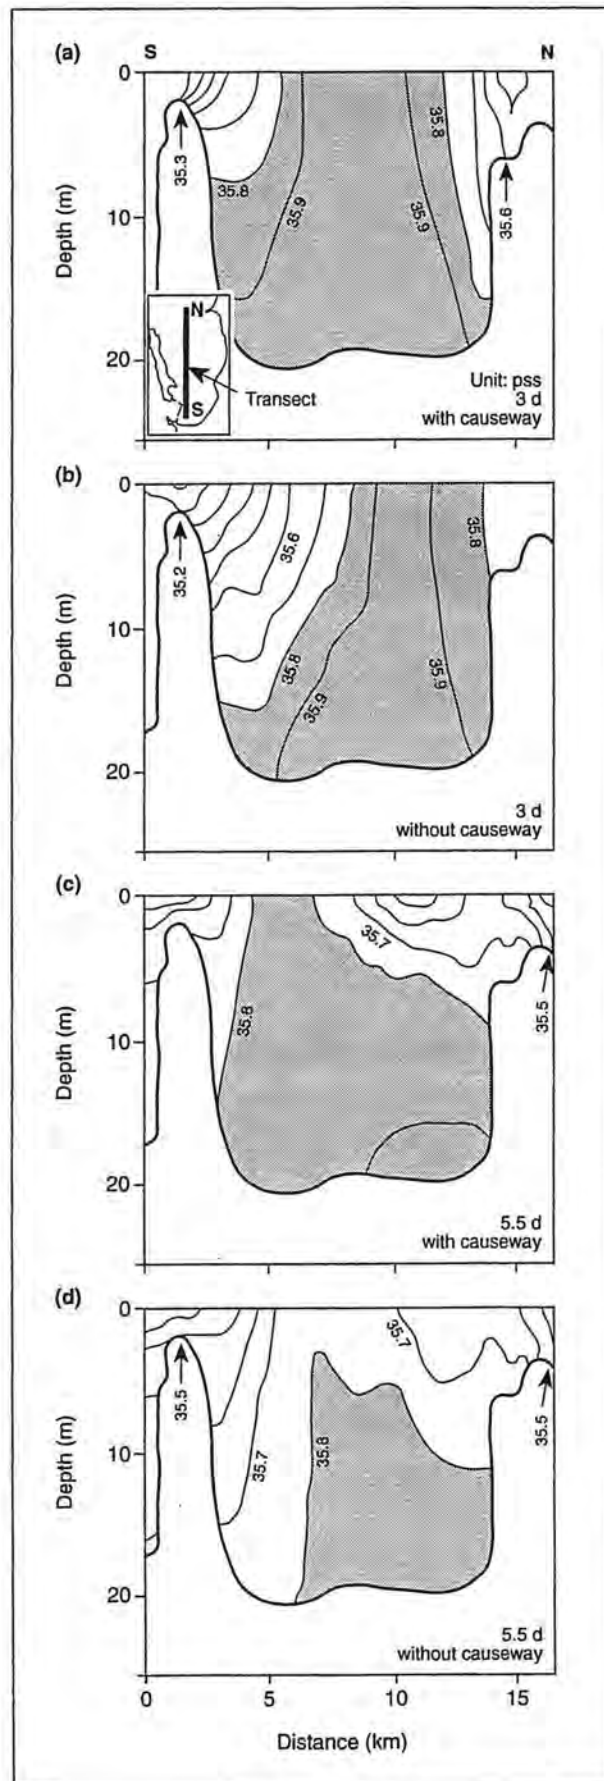 (a)
S
N
0
10
20
Depth (m)
35.3
35.8
35.9
35.9
35.8
35.6
N
S
Transect
Unit: pss
3 d
with causeway
(b)
0
10
20
Depth (m)
35.2
35.6
35.8
35.9
35.9
35.8
3 d
without causeway
(c)
0
10
20
Depth (m)
35.8
35.7
35.5
5.5 d
with causeway
(d)
0
10
20
Depth (m)
35.5
35.7
35.8
35.7
35.5
5.5 d
without causeway
0 5 10 15
Distance (km)